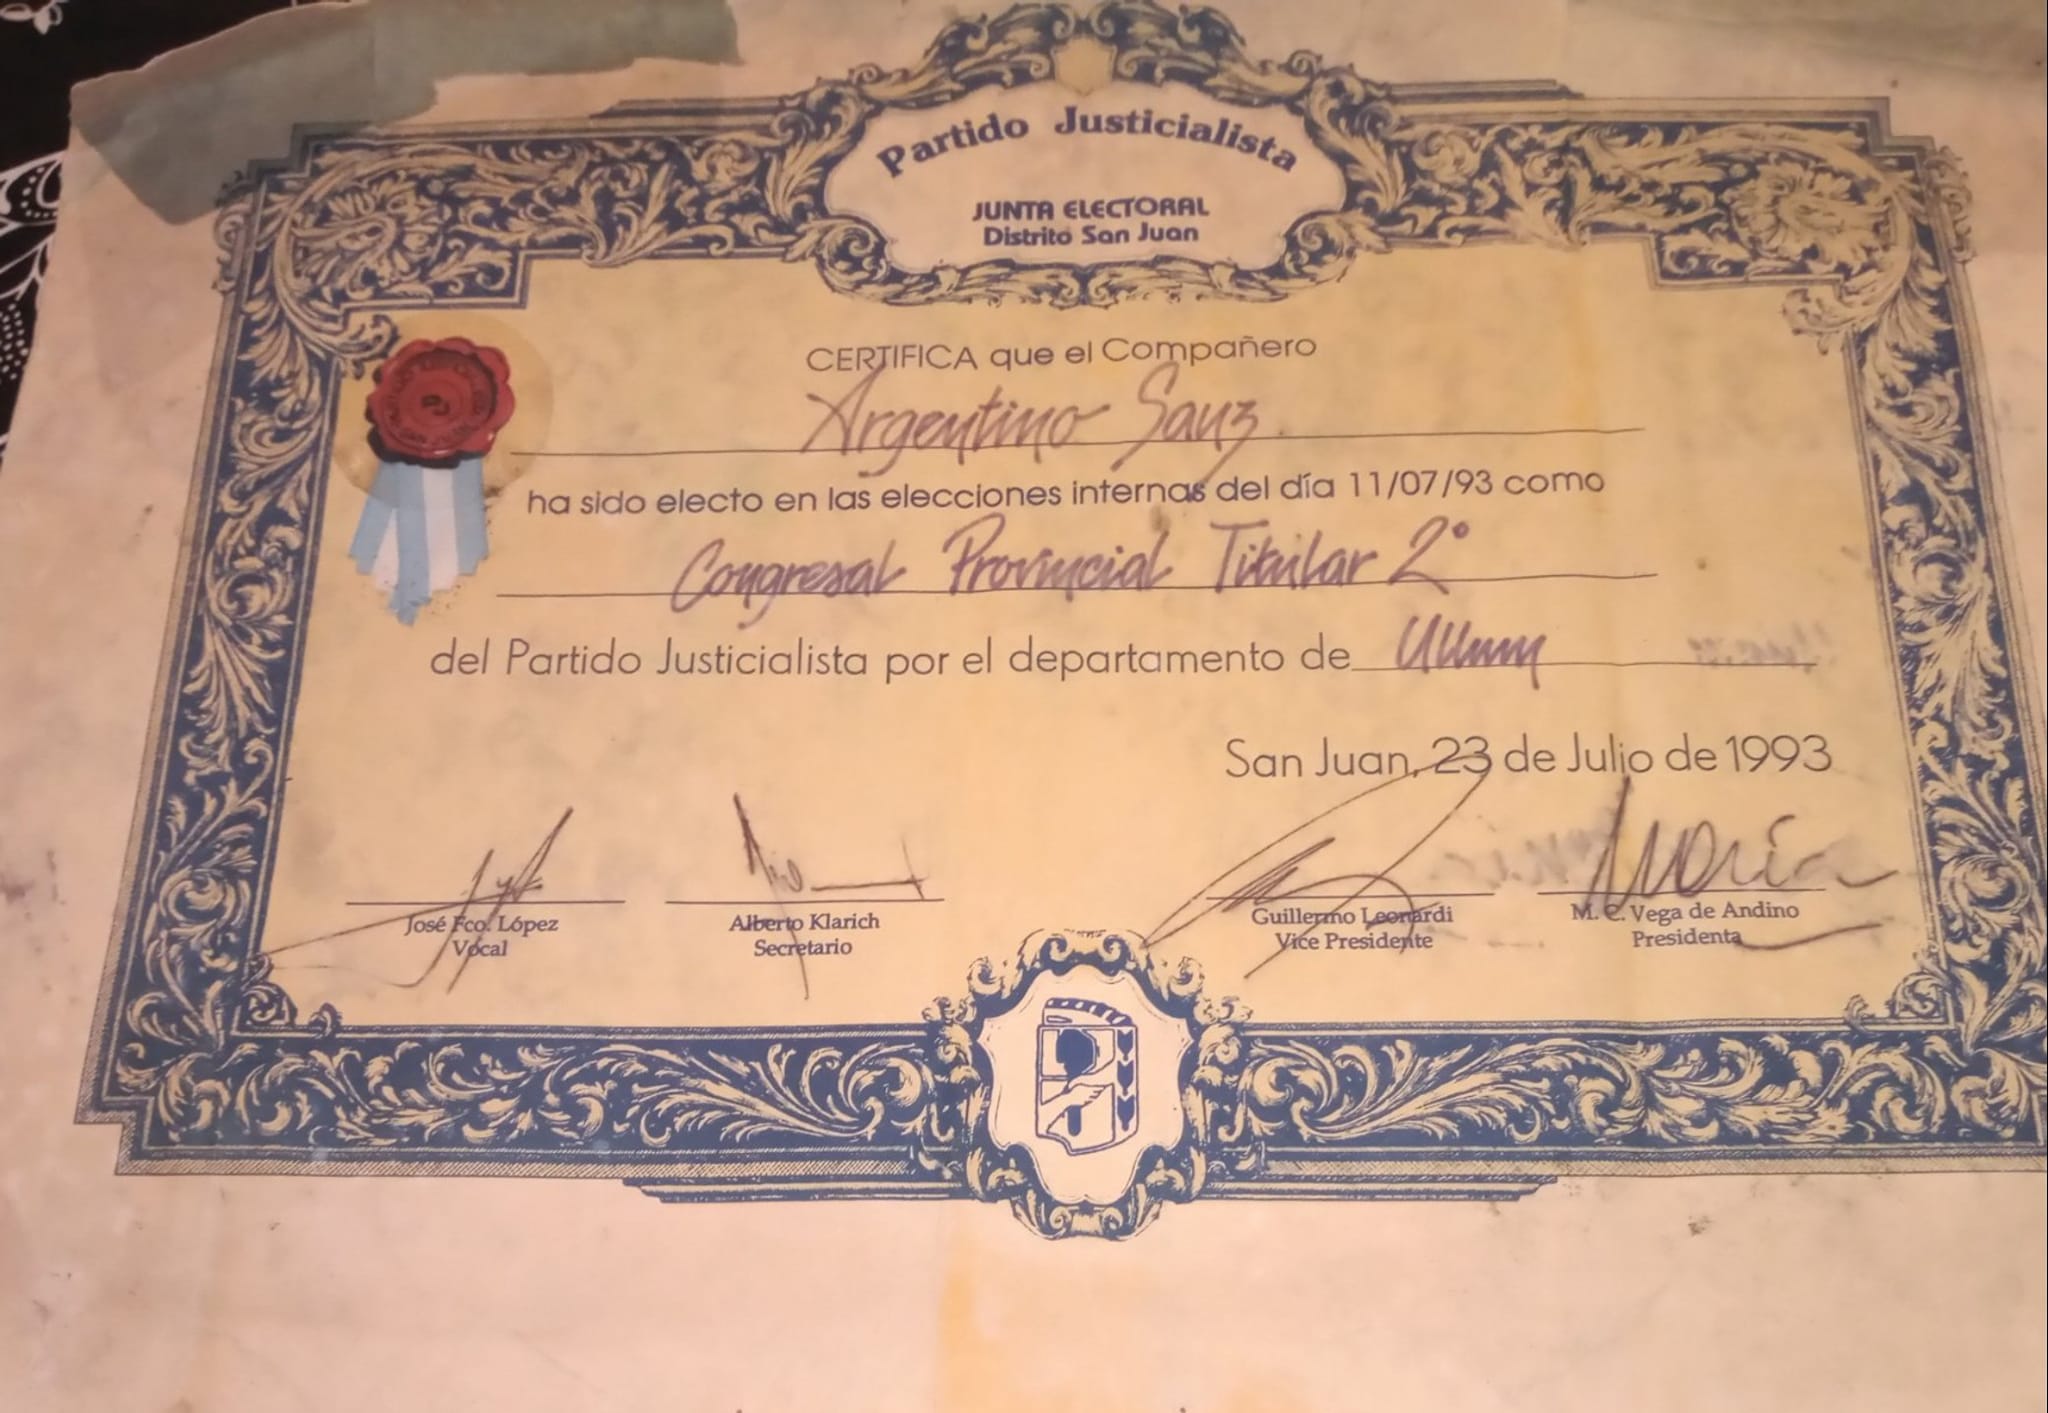 Partido Justicialista
JUNTA ELECTORAL
Distrito San Juan
CERTIFICA que el Compañero
Argentino Sanz
ha sido electo en las elecciones internas del día 11/07/93 como
Congresal Provincial Titular 2°
del Partido Justicialista por el departamento de Ullum
San Juan, 23 de Julio de 1993
José Fco. López
Vocal
Alberto Klarich
Secretario
Guillermo Leonardi
Vice Presidente
M. C. Vega de Andino
Presidenta